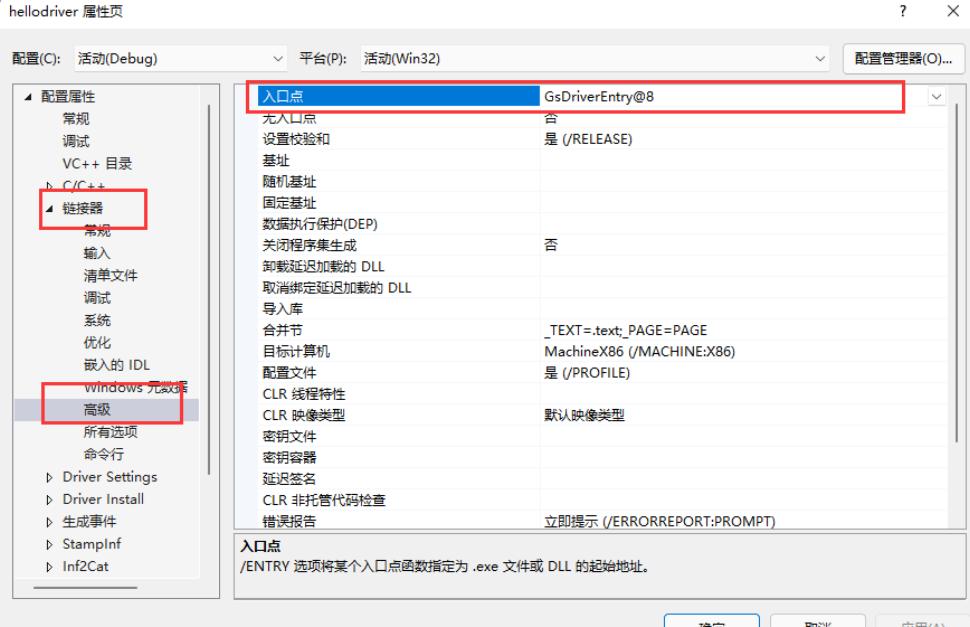 hellodriver 属性页 ? ×
配置(C): 活动(Debug) 平台(P): 活动(Win32) 配置管理器(O)...
配置属性
常规
调试
VC++ 目录
C/C++
链接器
常规
输入
清单文件
调试
系统
优化
嵌入的 IDL
Windows 元数据
高级
所有选项
命令行
Driver Settings
Driver Install
生成事件
StampInf
Inf2Cat
入口点 GsDriverEntry@8
无入口点 否
设置校验和 是 (/RELEASE)
基址
随机基址
固定基址
数据执行保护(DEP)
关闭程序集生成 否
卸载延迟加载的 DLL
取消绑定延迟加载的 DLL
导入库
合并节 _TEXT=.text;_PAGE=PAGE
目标计算机 MachineX86 (/MACHINE:X86)
配置文件 是 (/PROFILE)
CLR 线程特性
CLR 映像类型 默认映像类型
密钥文件
密钥容器
延迟签名
CLR 非托管代码检查
错误报告 立即提示 (/ERRORREPORT:PROMPT)
入口点
/ENTRY 选项将某个入口点函数指定为 .exe 文件或 DLL 的起始地址。
确定 取消 应用(A)